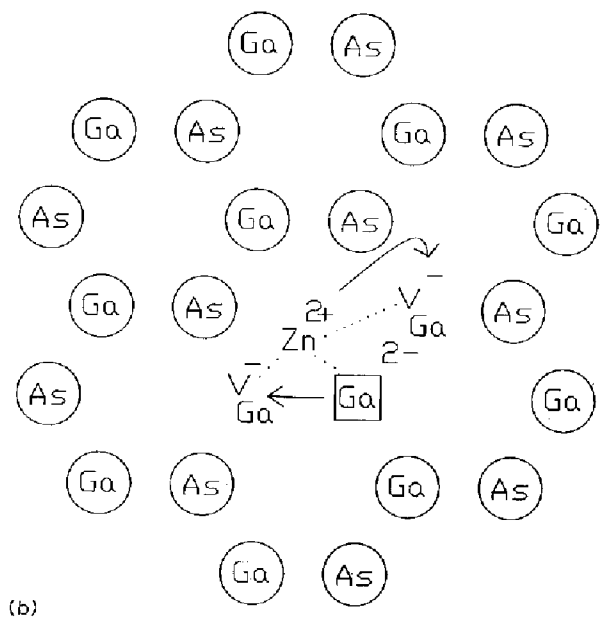 Ga As
Ga As Ga As
As Ga As Ga
Ga As Zn 2+ V Ga - As
As V Ga - Ga 2- Ga
Ga As Ga As
Ga As
(b)